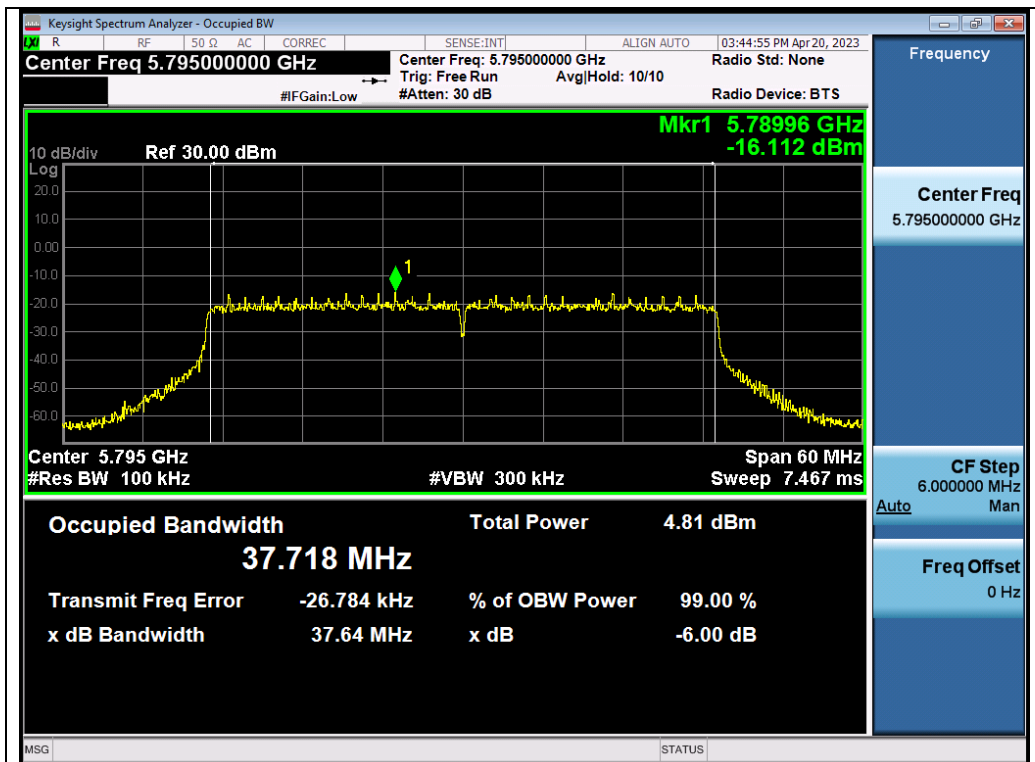 Keysight Spectrum Analyzer - Occupied BW
LXI R RF 50 Ω AC CORREC SENSE:INT ALIGN AUTO 03:44:55 PM Apr 20, 2023
Center Freq 5.795000000 GHz
Center Freq: 5.795000000 GHz
Radio Std: None
Trig: Free Run Avg|Hold: 10/10
#IFGain:Low #Atten: 30 dB Radio Device: BTS
Mkr1 5.78996 GHz
-16.112 dBm
10 dB/div Ref 30.00 dBm
Log
20.0
10.0
0.00
1
-10.0
-20.0
-30.0
-40.0
-50.0
-60.0
Center 5.795 GHz Span 60 MHz
#Res BW 100 kHz #VBW 300 kHz Sweep 7.467 ms
Occupied Bandwidth Total Power 4.81 dBm
37.718 MHz
Transmit Freq Error -26.784 kHz % of OBW Power 99.00 %
x dB Bandwidth 37.64 MHz x dB -6.00 dB
MSG STATUS
Frequency
Center Freq
5.795000000 GHz
CF Step
6.000000 MHz
Auto Man
Freq Offset
0 Hz